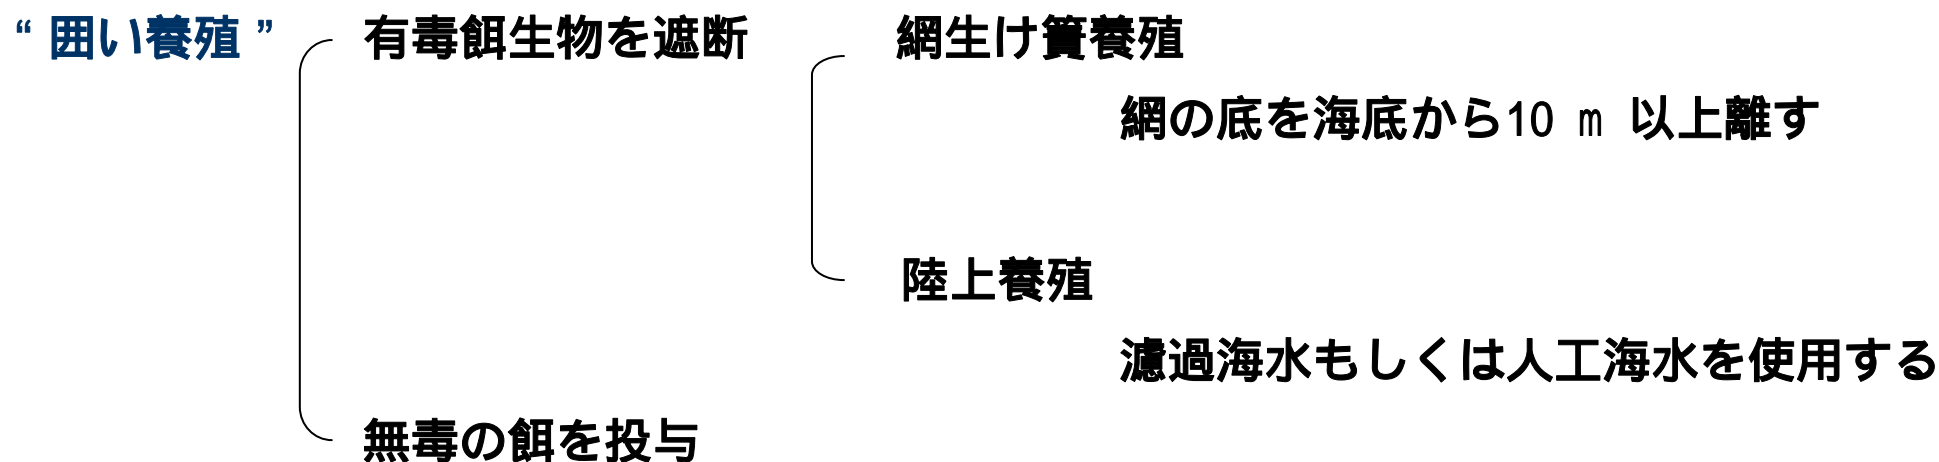 “囲い養殖” 有毒餌生物を遮断 網生け簀養殖
網の底を海底から10 m 以上離す
陸上養殖
濾過海水もしくは人工海水を使用する
無毒の餌を投与